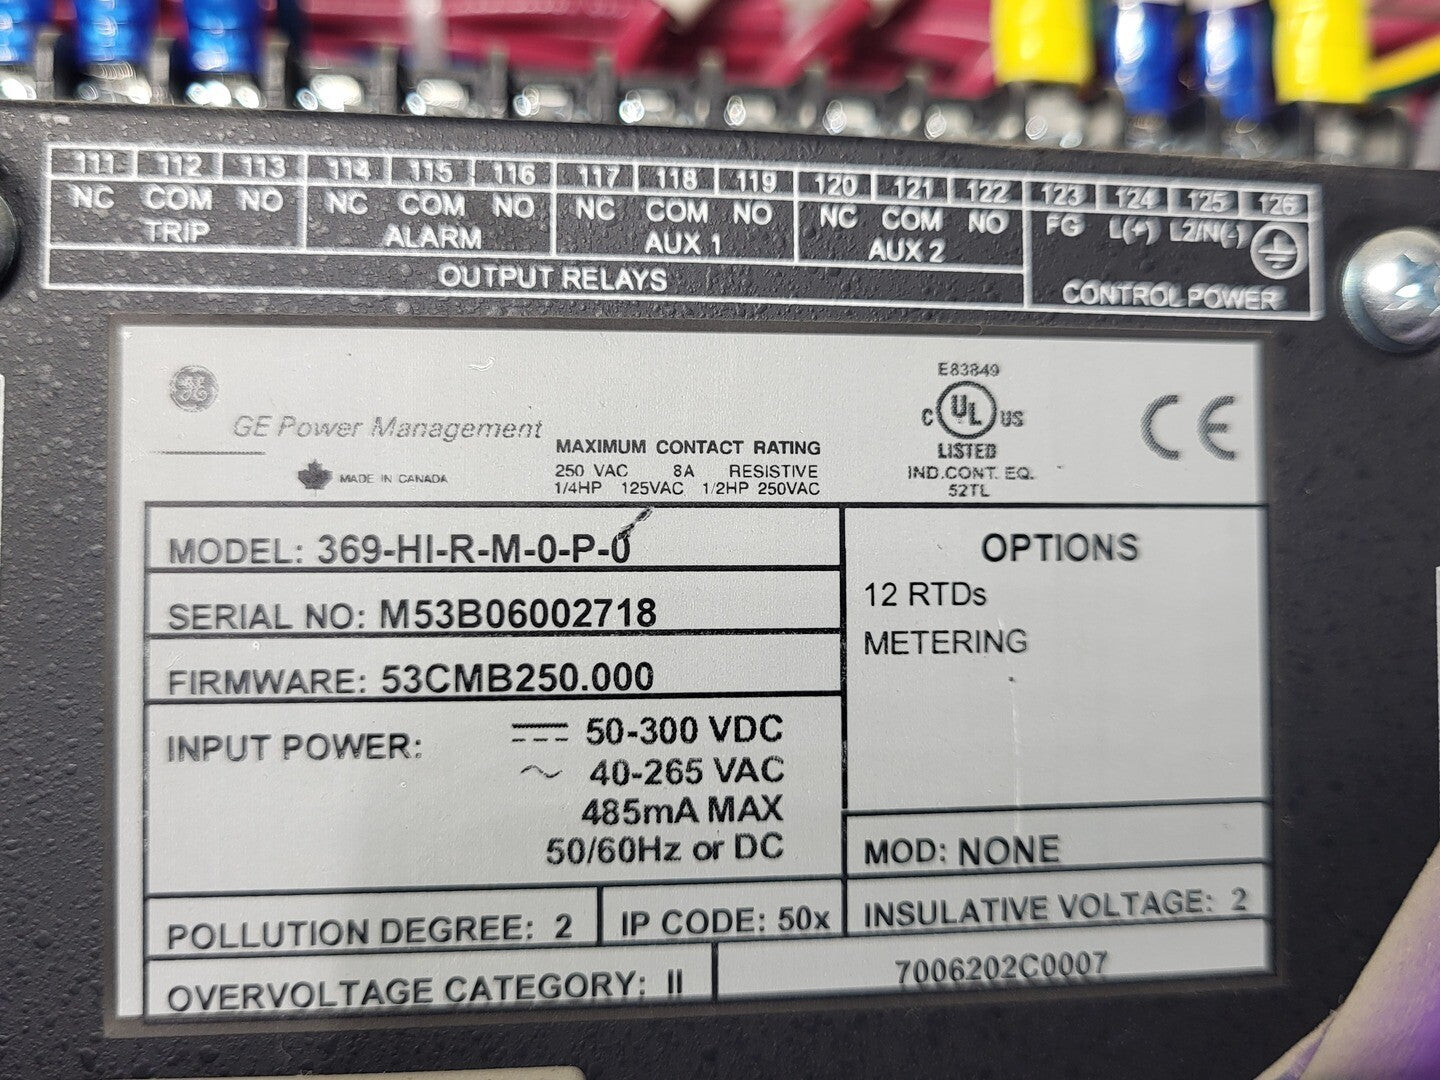 111 112 113 114 115 116 117 118 119 120 121 122 123 124 125 126
NC COM NO NC COM NO NC COM NO NC COM NO FG L(+) L2/N(-)
TRIP ALARM AUX 1 AUX 2
OUTPUT RELAYS CONTROL POWER
GE Power Management
MADE IN CANADA
MAXIMUM CONTACT RATING
250 VAC 8A RESISTIVE
1/4HP 125VAC 1/2HP 250VAC
E83849
C UL US
LISTED
IND.CONT. EQ.
52TL
CE
MODEL: 369-HI-R-M-0-P-0
SERIAL NO: M53B06002718
FIRMWARE: 53CMB250.000
INPUT POWER: 50-300 VDC
40-265 VAC
485mA MAX
50/60Hz or DC
OPTIONS
12 RTDs
METERING
MOD: NONE
POLLUTION DEGREE: 2 IP CODE: 50x INSULATIVE VOLTAGE: 2
OVERVOLTAGE CATEGORY: II 7006202C0007